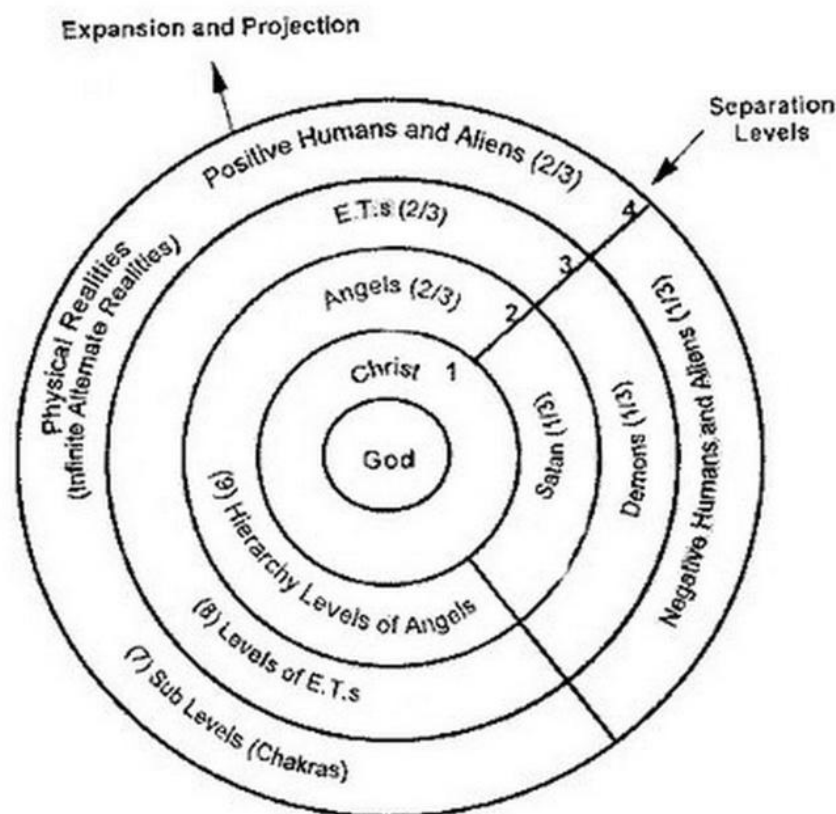 Expansion and Projection
Separation
Levels
Positive Humans and Aliens (2/3)
4
E.T.s (2/3)
3
Angels (2/3)
2
Christ 1
God
Physical Realities
(Infinite Alternate Realities)
Satan (1/3)
Demons (1/3)
Negative Humans and Aliens (1/3)
(9) Hierarchy Levels of Angels
(8) Levels of E.T.s
(7) Sub Levels (Chakras)